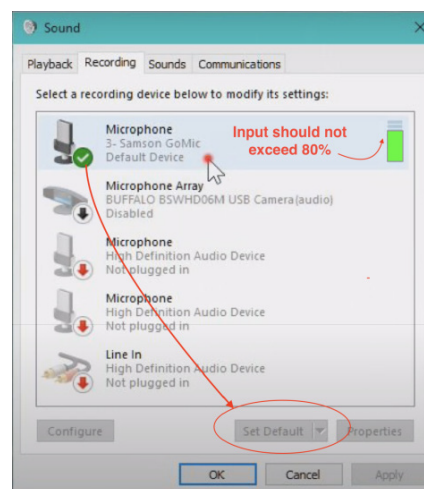 Sound
Playback Recording Sounds Communications
Select a recording device below to modify its settings:
Microphone
3- Samson GoMic
Default Device
Input should not
exceed 80%
Microphone Array
BUFFALO BSWHD06M USB Camera(audio)
Disabled
Microphone
High Definition Audio Device
Not plugged in
Microphone
High Definition Audio Device
Not plugged in
Line In
High Definition Audio Device
Not plugged in
Configure Set Default Properties
OK Cancel Apply